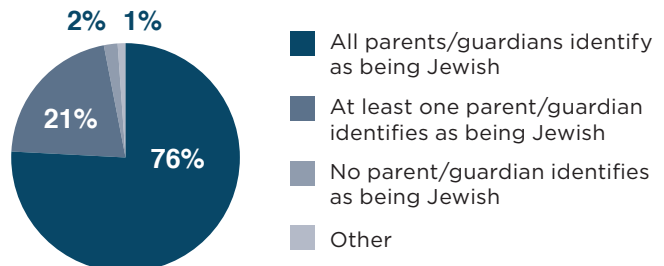 2% 1%
21%
76%
All parents/guardians identify
as being Jewish
At least one parent/guardian
identifies as being Jewish
No parent/guardian identifies
as being Jewish
Other